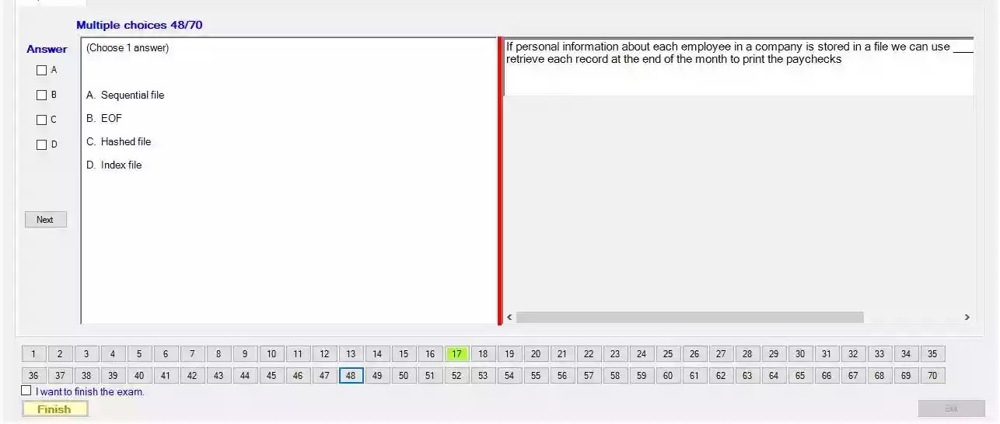 Multiple choices 48/70
Answer
(Choose 1 answer)
If personal information about each employee in a company is stored in a file we can use ____
retrieve each record at the end of the month to print the paychecks
A
B
C
D
A. Sequential file
B. EOF
C. Hashed file
D. Index file
Next
1 2 3 4 5 6 7 8 9 10 11 12 13 14 15 16 17 18 19 20 21 22 23 24 25 26 27 28 29 30 31 32 33 34 35
36 37 38 39 40 41 42 43 44 45 46 47 48 49 50 51 52 53 54 55 56 57 58 59 60 61 62 63 64 65 66 67 68 69 70
I want to finish the exam.
Finish
Exit